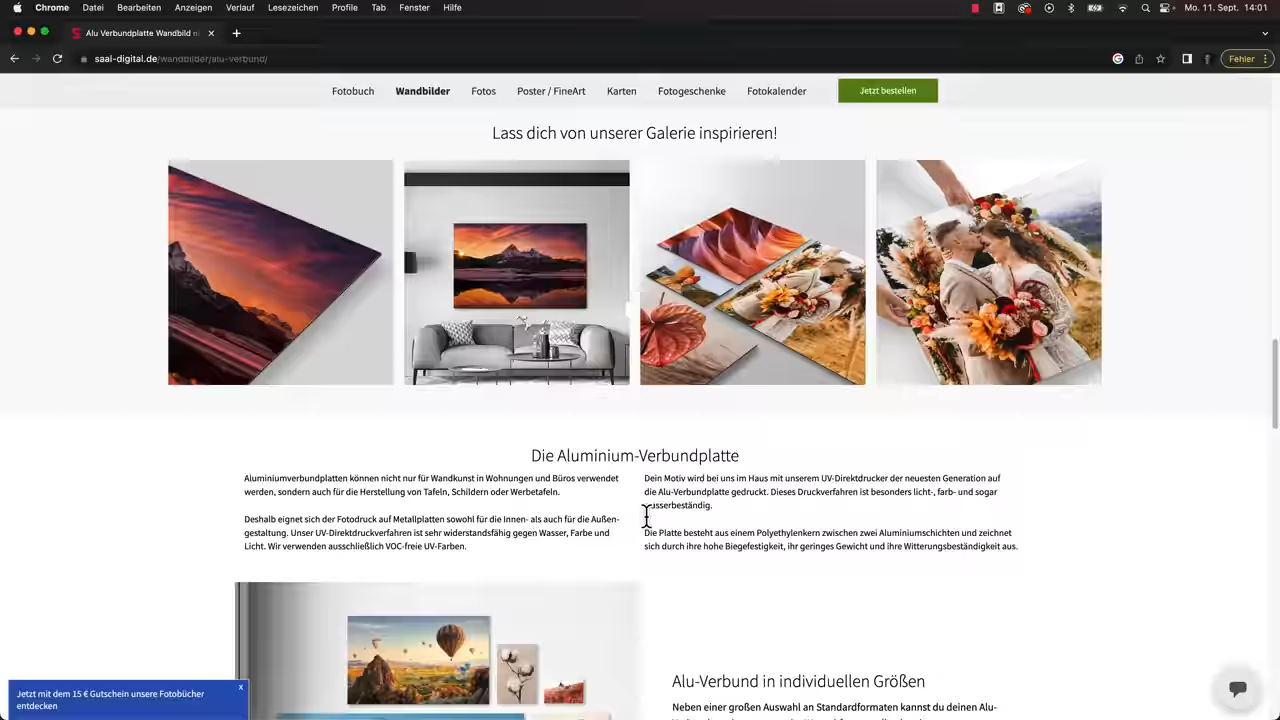 Chrome Ablage Bearbeiten Anzeigen Verlauf Lesezeichen Profile Tab Fenster Hilfe Mo. 11. Sept. 14:01
Alu Verbundplatte Wandbild
saal-digital.de/wandbilder/alu-verbund/ Fehler
Fotobuch Wandbilder Fotos Poster / FineArt Karten Fotogeschenke Fotokalender Jetzt bestellen
Lass dich von unserer Galerie inspirieren!
Die Aluminium-Verbundplatte
Aluminiumverbundplatten können nicht nur für Wandkunst in Wohnungen und Büros verwendet
werden, sondern auch für die Herstellung von Tafeln, Schildern oder Werbetafeln.
Deshalb eignet sich der Fotodruck auf Metallplatten sowohl für die Innen- als auch für die Außen-
gestaltung. Unser UV-Direktdruckverfahren ist sehr widerstandsfähig gegen Wasser, Farbe und
Licht. Wir verwenden ausschließlich VOC-freie UV-Farben.
Dein Motiv wird bei uns im Haus mit unserem UV-Direktdrucker der neuesten Generation auf
die Alu-Verbundplatte gedruckt. Dieses Druckverfahren ist besonders licht-, farb- und sogar
wasserbeständig.
Die Platte besteht aus einem Polyethylenkern zwischen zwei Aluminiumschichten und zeichnet
sich durch ihre hohe Biegefestigkeit, ihr geringes Gewicht und ihre Witterungsbeständigkeit aus.
Alu-Verbund in individuellen Größen
Neben einer großen Auswahl an Standardformaten kannst du deinen Alu-
Jetzt mit dem 15 € Gutschein unsere Fotobücher x
entdecken